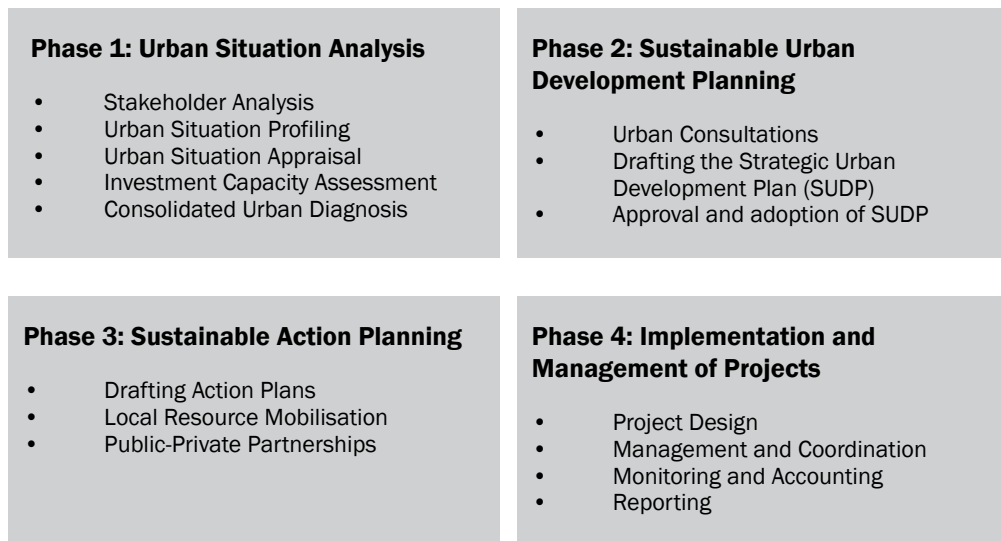 Phase 1: Urban Situation Analysis
• Stakeholder Analysis
• Urban Situation Profiling
• Urban Situation Appraisal
• Investment Capacity Assessment
• Consolidated Urban Diagnosis
Phase 2: Sustainable Urban
Development Planning
• Urban Consultations
• Drafting the Strategic Urban
Development Plan (SUDP)
• Approval and adoption of SUDP
Phase 3: Sustainable Action Planning
• Drafting Action Plans
• Local Resource Mobilisation
• Public-Private Partnerships
Phase 4: Implementation and
Management of Projects
• Project Design
• Management and Coordination
• Monitoring and Accounting
• Reporting